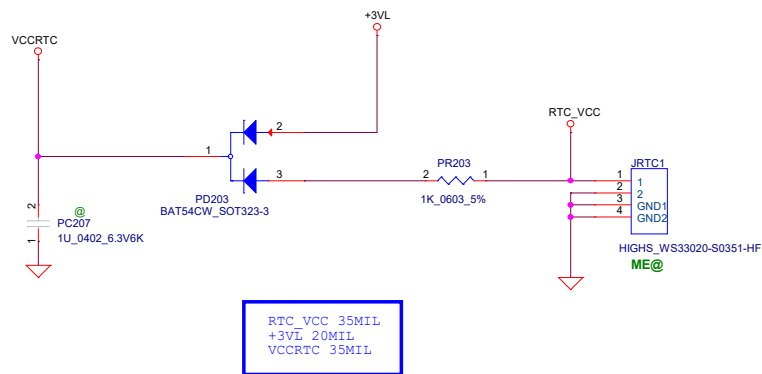 +3VL
VCCRTC
RTC_VCC
2
1
JRTC1
3
2
PR203
1
1
1
2
2
3
GND1
4
GND2
PD203
BAT54CW_SOT323-3
1K_0603_5%
2
@
PC207
1
1U_0402_6.3V6K
HIGHS_WS33020-S0351-HF
ME@
RTC_VCC 35MIL
+3VL 20MIL
VCCRTC 35MIL